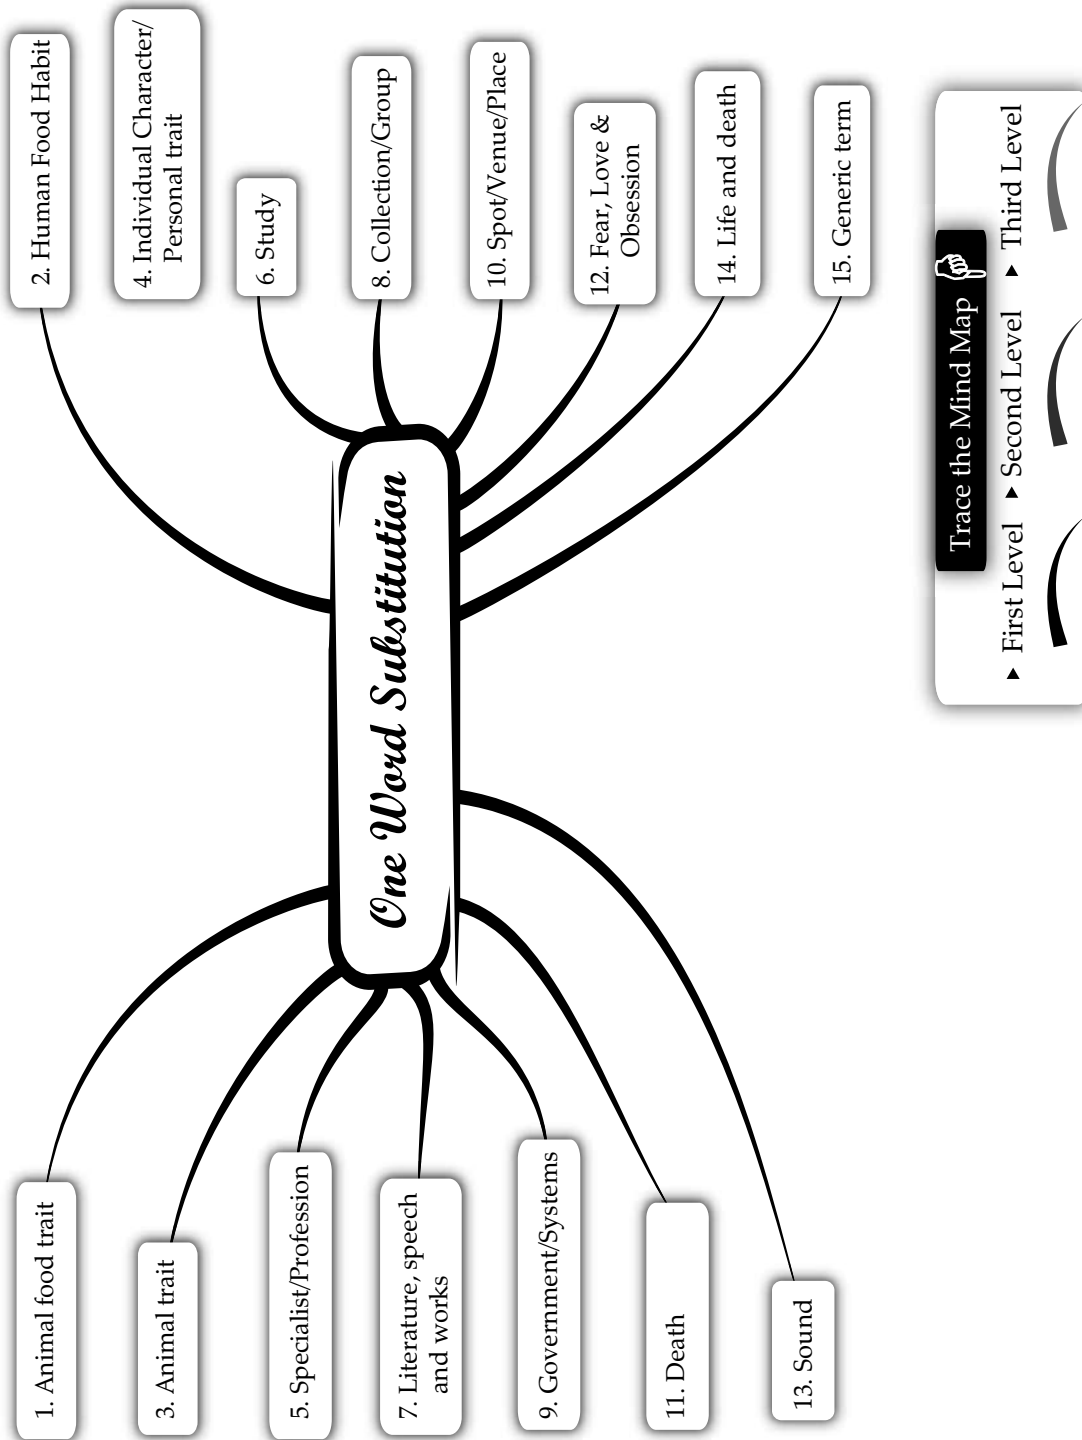 1. Animal food trait
2. Human Food Habit
3. Animal trait
4. Individual Character/
Personal trait
5. Specialist/Profession
6. Study
7. Literature, speech
and works
8. Collection/Group
One Word Substitution
9. Government/Systems
10. Spot/Venue/Place
11. Death
12. Fear, Love &
Obsession
13. Sound
14. Life and death
15. Generic term
Trace the Mind Map
▶ First Level ▶ Second Level ▶ Third Level